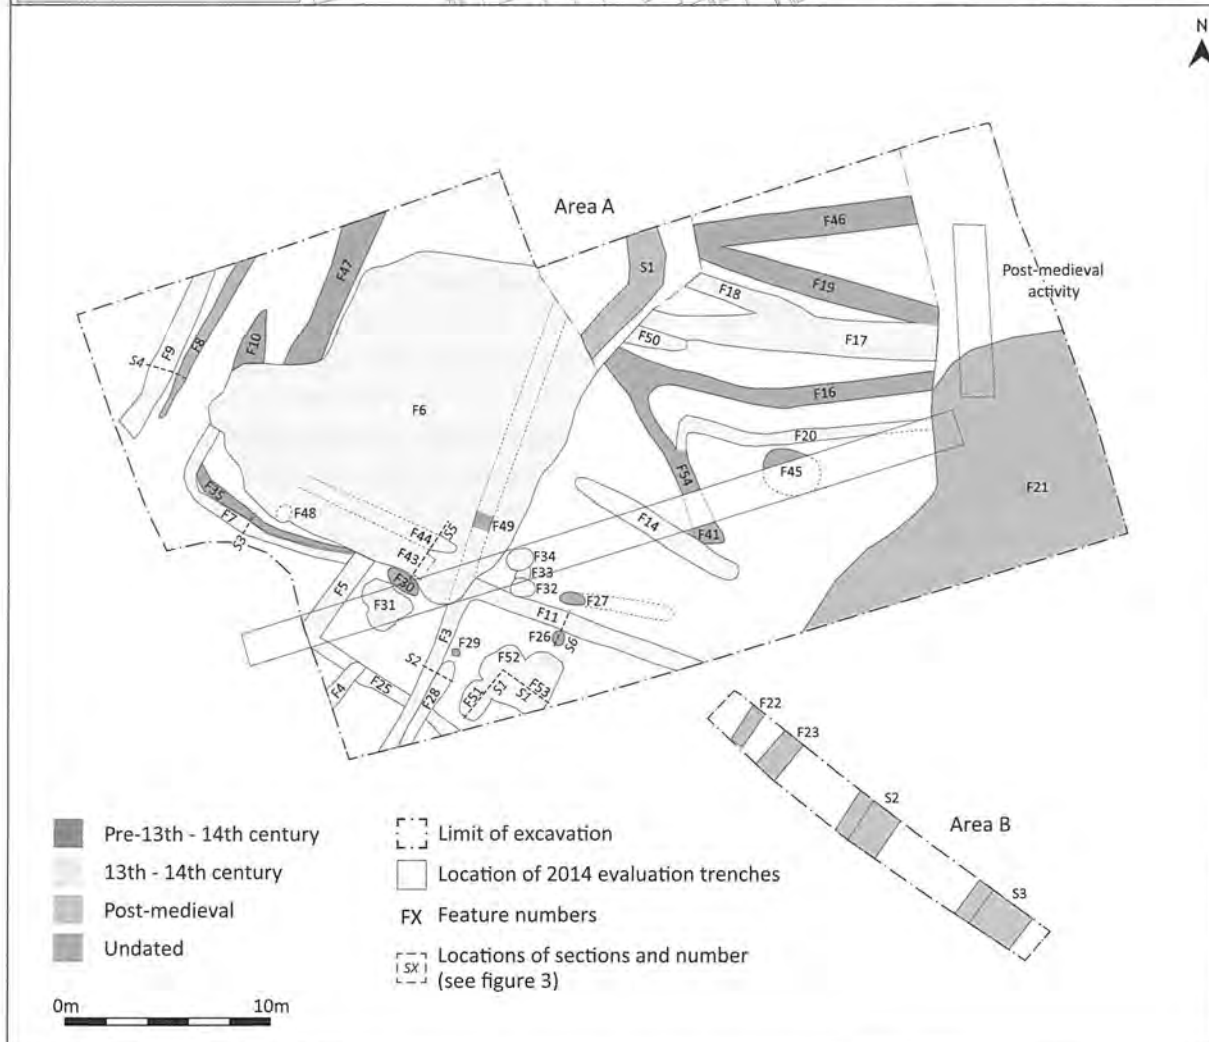 N
Area A
F46
S1
F47
Post-medieval
activity
F19
F18
F9
F8
F10
S4
F17
F50
F16
F6
F20
F45
F54
F21
F35
F7
F48
S3
F44
S5
F49
F14
F41
F43
F34
F33
F30
F32
F5
F31
F27
F11
F3
F26
S6
F29
S2
F52
F4
F25
F28
F51
S1
S1
F53
F22
F23
S2
Area B
S3
Pre-13th - 14th century
13th - 14th century
Post-medieval
Undated
Limit of excavation
Location of 2014 evaluation trenches
FX Feature numbers
SX Locations of sections and number
(see figure 3)
0m 10m